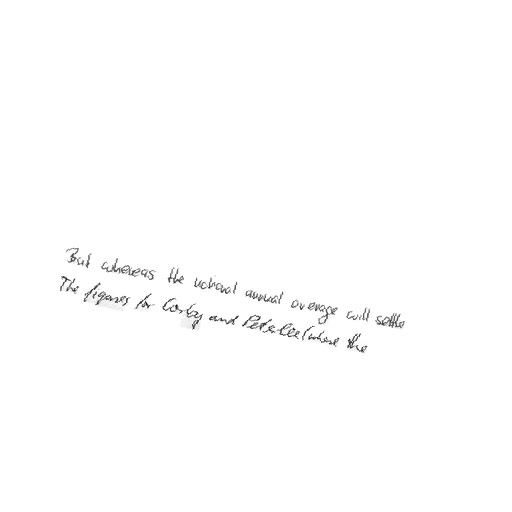 But whereas the national annual average will settle
The figures for Corby and Peterlee (where the